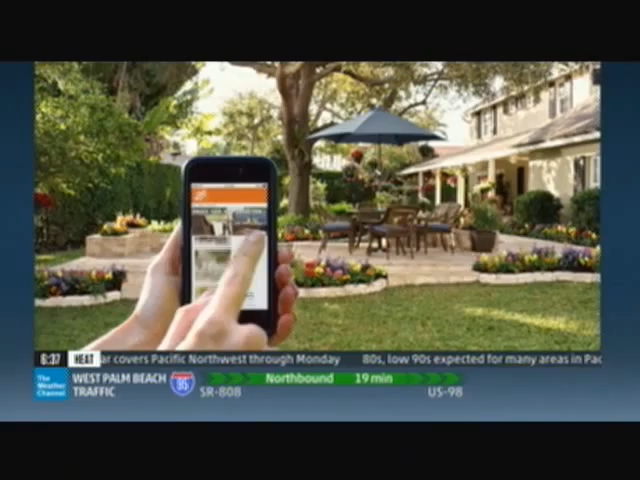 6:37 HEAT ar covers Pacific Northwest through Monday 80s, low 90s expected for many areas in Pac
The Weather Channel
WEST PALM BEACH
TRAFFIC
95
Northbound 19 min
SR-808 US-98